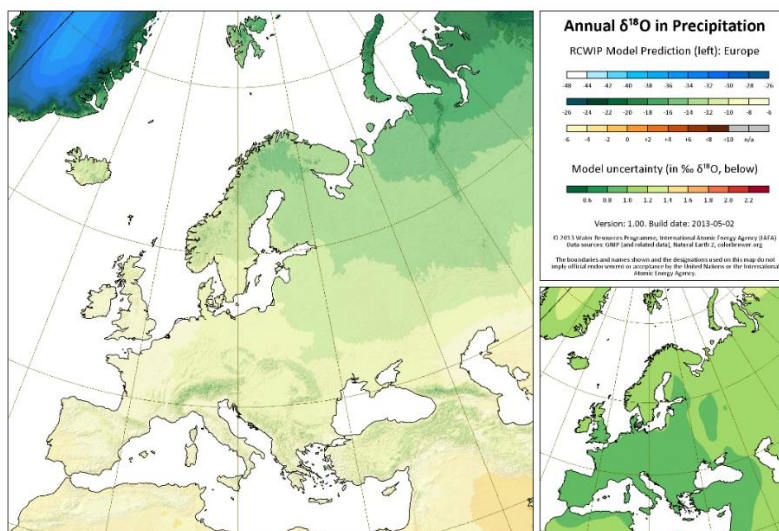 Annual δ¹⁸O in Precipitation
RCWIP Model Prediction (left): Europe
-48 -44 -42 -40 -38 -36 -34 -32 -30 -28 -26
-26 -24 -22 -20 -18 -16 -14 -12 -10 -8 -6
-6 -4 -2 0 +2 +4 +6 +8 +10 n/a
Model uncertainty (in ‰ δ¹⁸O, below)
0.6 0.8 1.0 1.2 1.4 1.6 1.8 2.0 2.2
Version: 1.00. Build date: 2013-05-02
© 2013 Water Resources Programme, International Atomic Energy Agency (IAEA)
Data sources: GNIP (and related data), Natural Earth 2, colorbrewer.org
The boundaries and names shown and the designations used on this map do not
imply official endorsement or acceptance by the United Nations or the International
Atomic Energy Agency.